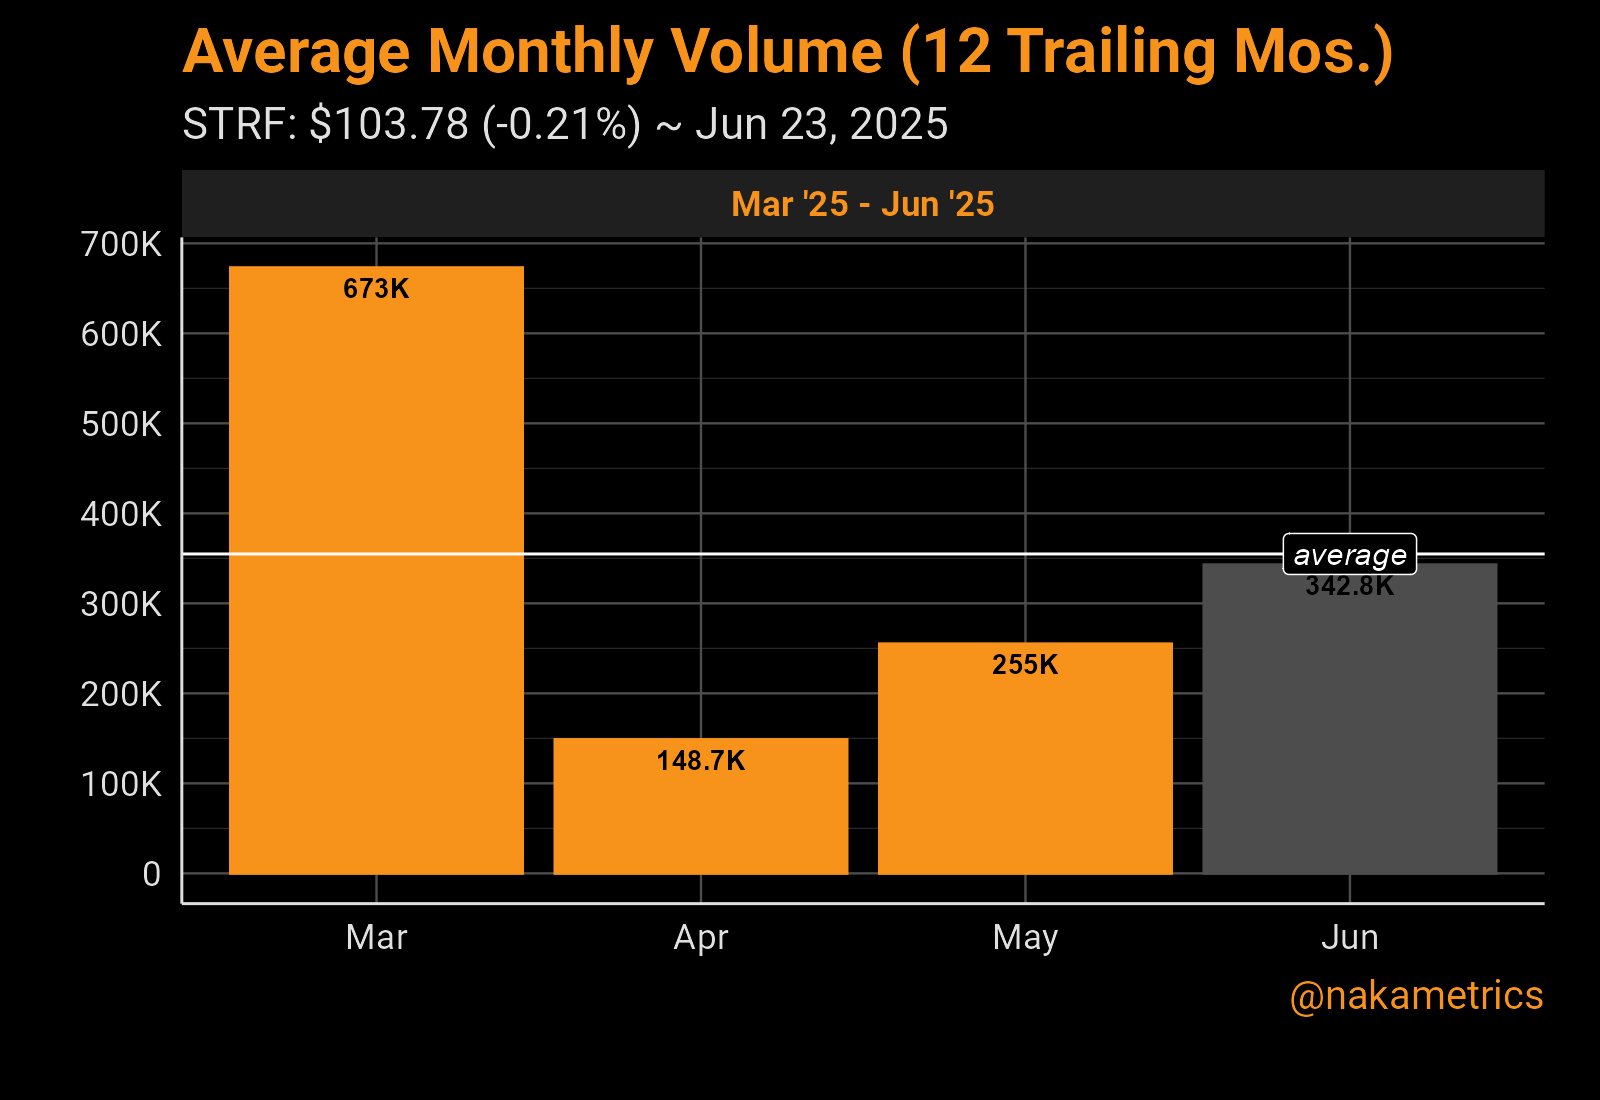 Average Monthly Volume (12 Trailing Mos.)
STRF: $103.78 (-0.21%) ~ Jun 23, 2025
Mar '25 - Jun '25
700K
600K
500K
400K
300K
200K
100K
0
673K
148.7K
255K
average
342.8K
Mar
Apr
May
Jun
@nakametrics